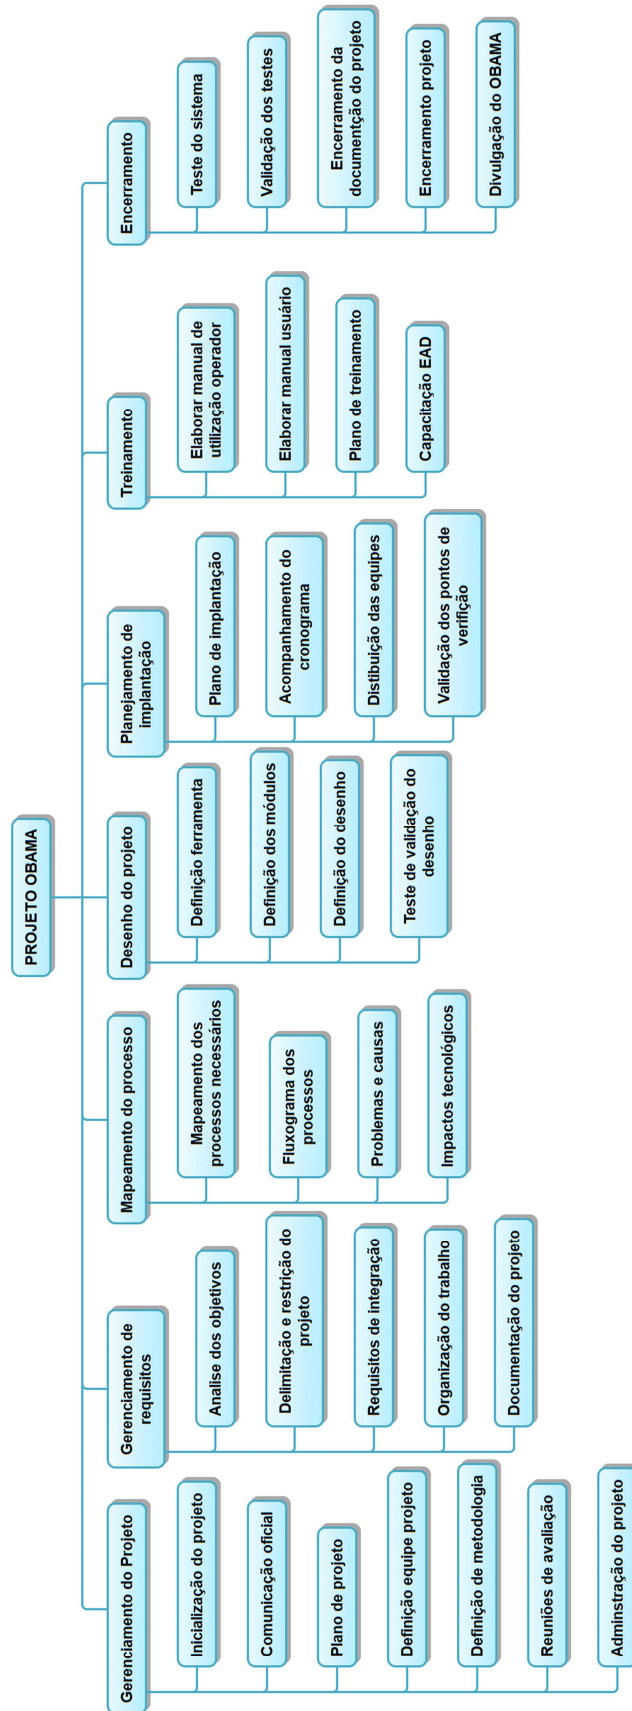 PROJETO OBAMA
Gerenciamento do Projeto
Inicialização do projeto
Comunicação oficial
Plano de projeto
Definição equipe projeto
Definição de metodologia
Reuniões de avaliação
Adminstração do projeto
Gerenciamento de
requisitos
Analise dos objetivos
Delimitação e restrição do
projeto
Requisitos de integração
Organização do trabalho
Documentação do projeto
Mapeamento do processo
Mapeamento dos
processos necessários
Fluxograma dos
processos
Problemas e causas
Impactos tecnológicos
Desenho do projeto
Definição ferramenta
Definição dos módulos
Definição do desenho
Teste de validação do
desenho
Planejamento de
implantação
Plano de implantação
Acompanhamento do
cronograma
Distibuição das equipes
Validação dos pontos de
verifição
Treinamento
Elaborar manual de
utilização operador
Elaborar manual usuário
Plano de treinamento
Capacitação EAD
Encerramento
Teste do sistema
Validação dos testes
Encerramento da
documentção do projeto
Encerramento projeto
Divulgação do OBAMA